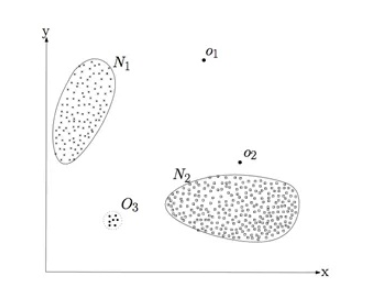 y
N₁
o₁
o₂
N₂
O₃
x